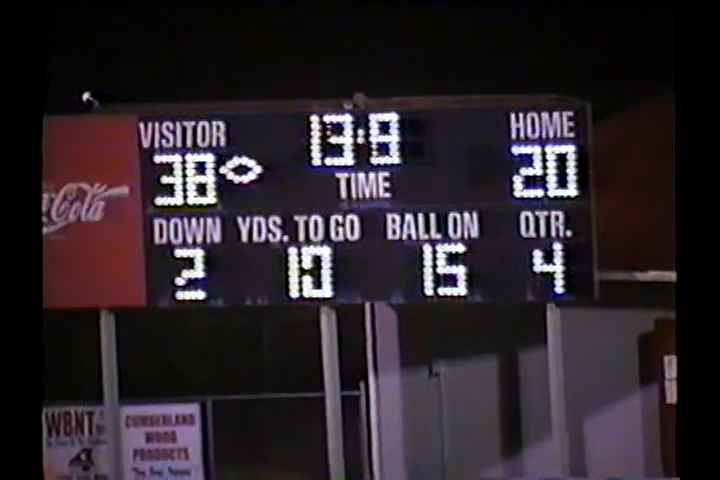 VISITOR 13.9 HOME
38 TIME 20
DOWN YDS. TO GO BALL ON QTR.
2 10 15 4
Coca-Cola
WBNT
CUMBERLAND
WOOD
PRODUCTS